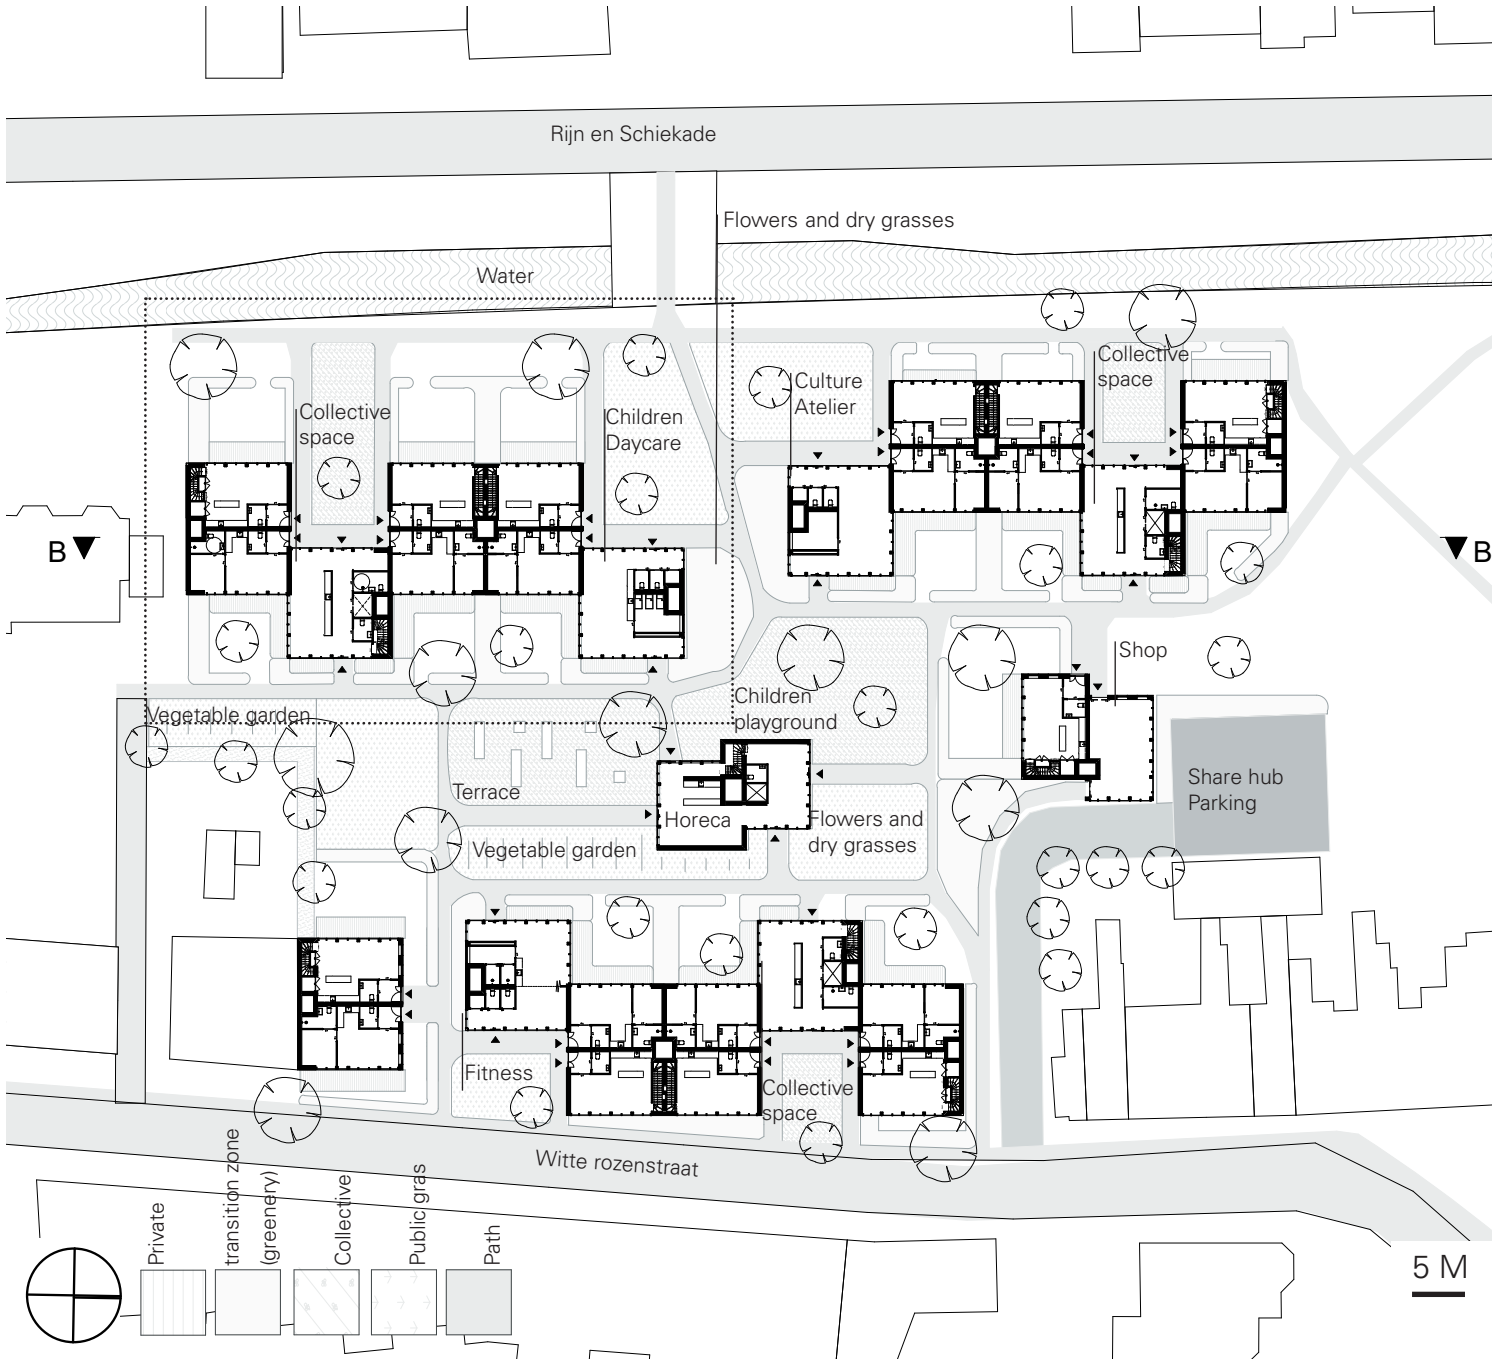 Rijn en Schiekade
Flowers and dry grasses
Water
Collective
space
Culture
Atelier
Collective
space
Children
Daycare
B
B
Shop
Vegetable garden
Children
playground
Share hub
Parking
Terrace
Horeca
Flowers and
dry grasses
Vegetable garden
Fitness
Collective
space
Witte rozenstraat
Private
transition zone
(greenery)
Collective
Public gras
Path
5 M